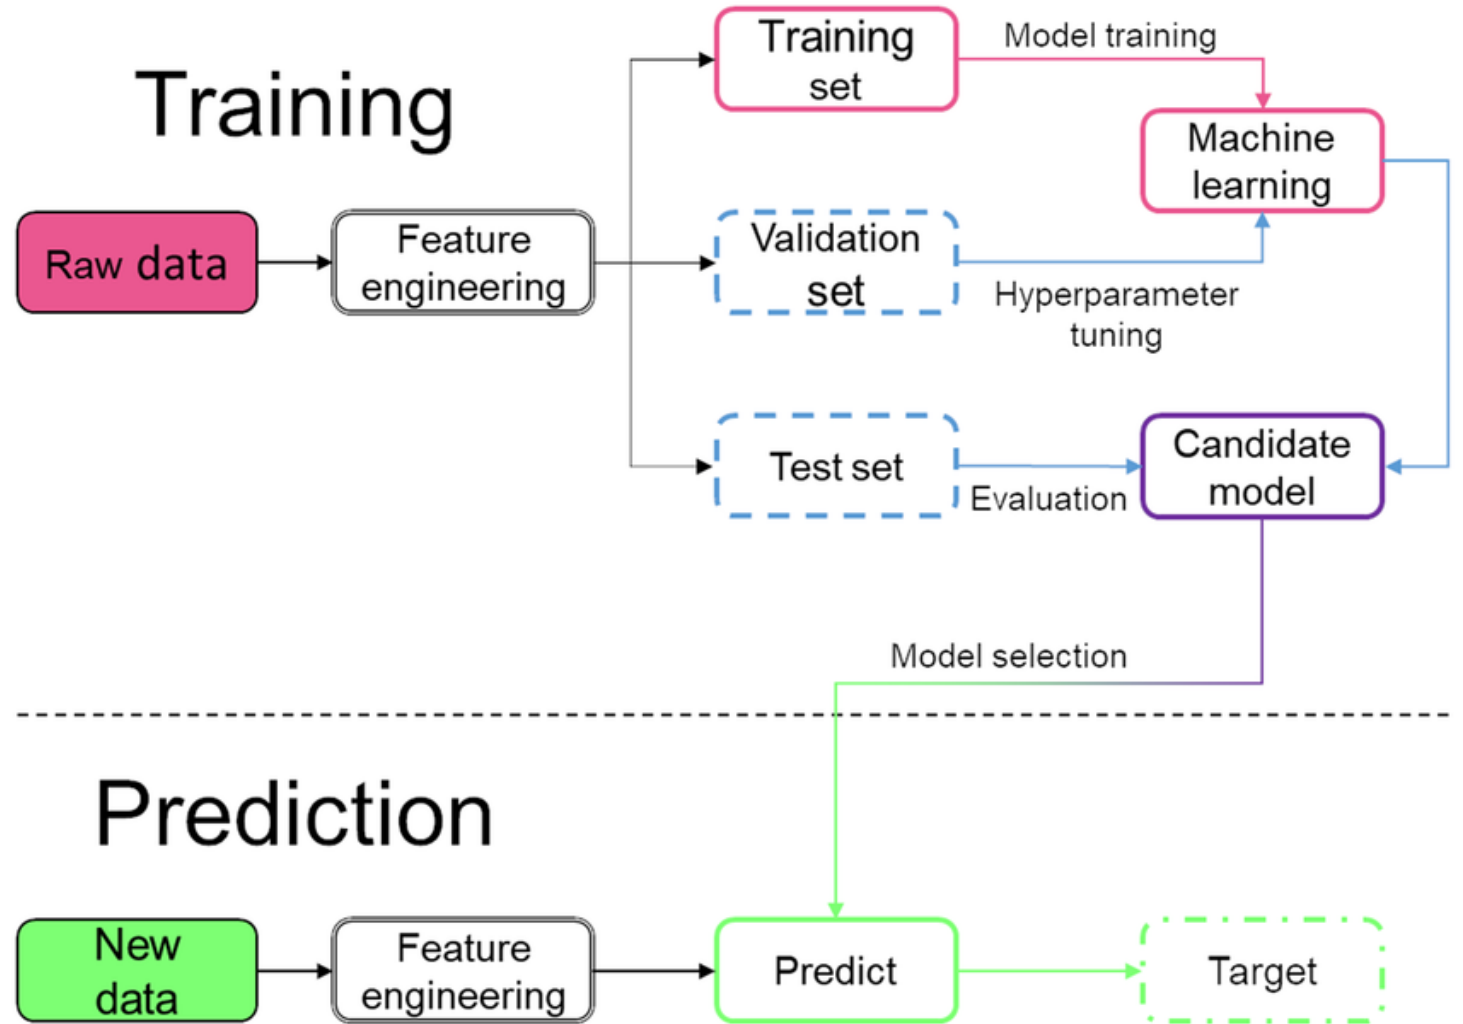 Training
Training
set
Model training
Machine
learning
Raw data
Feature
engineering
Validation
set
Hyperparameter
tuning
Test set
Evaluation
Candidate
model
Model selection
Prediction
New
data
Feature
engineering
Predict
Target